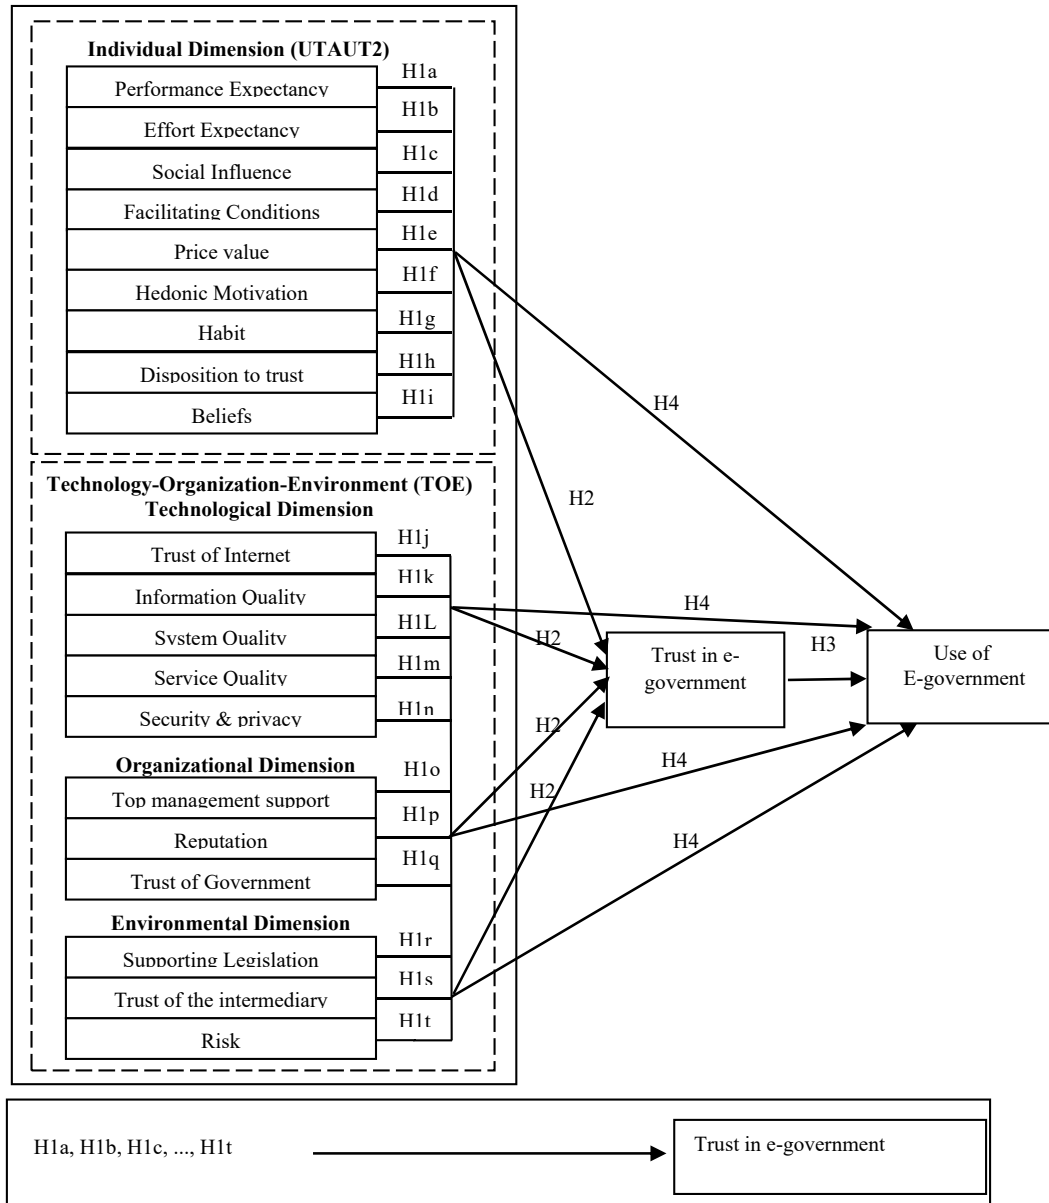 Individual Dimension (UTAUT2)
H1a
Performance Expectancy
H1b
Effort Expectancy
H1c
Social Influence
H1d
Facilitating Conditions
H1e
Price value
H1f
Hedonic Motivation
H1g
Habit
H1h
Disposition to trust
H1i
Beliefs
H4
H2
Technology-Organization-Environment (TOE)
Technological Dimension
H1j
Trust of Internet
H1k
Information Quality
H1L
System Quality
H1m
Service Quality
H1n
Security & privacy
H4
H2
Trust in e-
government
H3
Use of
E-government
Organizational Dimension
H1o
Top management support
H1p
Reputation
H1q
Trust of Government
H2
H4
H2
H4
Environmental Dimension
H1r
Supporting Legislation
H1s
Trust of the intermediary
H1t
Risk
H1a, H1b, H1c, ..., H1t
Trust in e-government